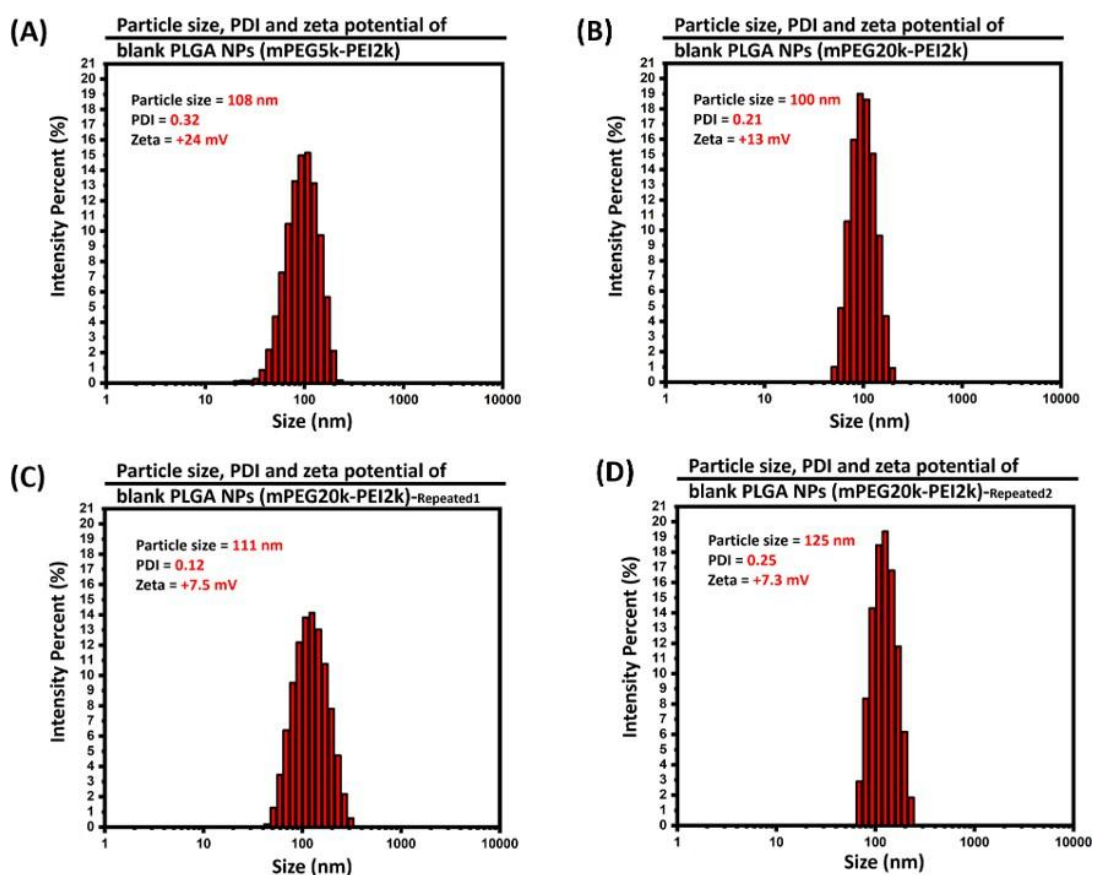 (A)
Particle size, PDI and zeta potential of
blank PLGA NPs (mPEG5k-PEI2k)
Particle size = 108 nm
PDI = 0.32
Zeta = +24 mV
Intensity Percent (%)
21
20
19
18
17
16
15
14
13
12
11
10
9
8
7
6
5
4
3
2
1
0
1 10 100 1000 10000
Size (nm)
(B)
Particle size, PDI and zeta potential of
blank PLGA NPs (mPEG20k-PEI2k)
Particle size = 100 nm
PDI = 0.21
Zeta = +13 mV
Intensity Percent (%)
21
20
19
18
17
16
15
14
13
12
11
10
9
8
7
6
5
4
3
2
1
0
1 10 100 1000 10000
Size (nm)
(C)
Particle size, PDI and zeta potential of
blank PLGA NPs (mPEG20k-PEI2k)-Repeated1
Particle size = 111 nm
PDI = 0.12
Zeta = +7.5 mV
Intensity Percent (%)
21
20
19
18
17
16
15
14
13
12
11
10
9
8
7
6
5
4
3
2
1
0
1 10 100 1000 10000
Size (nm)
(D)
Particle size, PDI and zeta potential of
blank PLGA NPs (mPEG20k-PEI2k)-Repeated2
Particle size = 125 nm
PDI = 0.25
Zeta = +7.3 mV
Intensity Percent (%)
21
20
19
18
17
16
15
14
13
12
11
10
9
8
7
6
5
4
3
2
1
0
1 10 100 1000 10000
Size (nm)